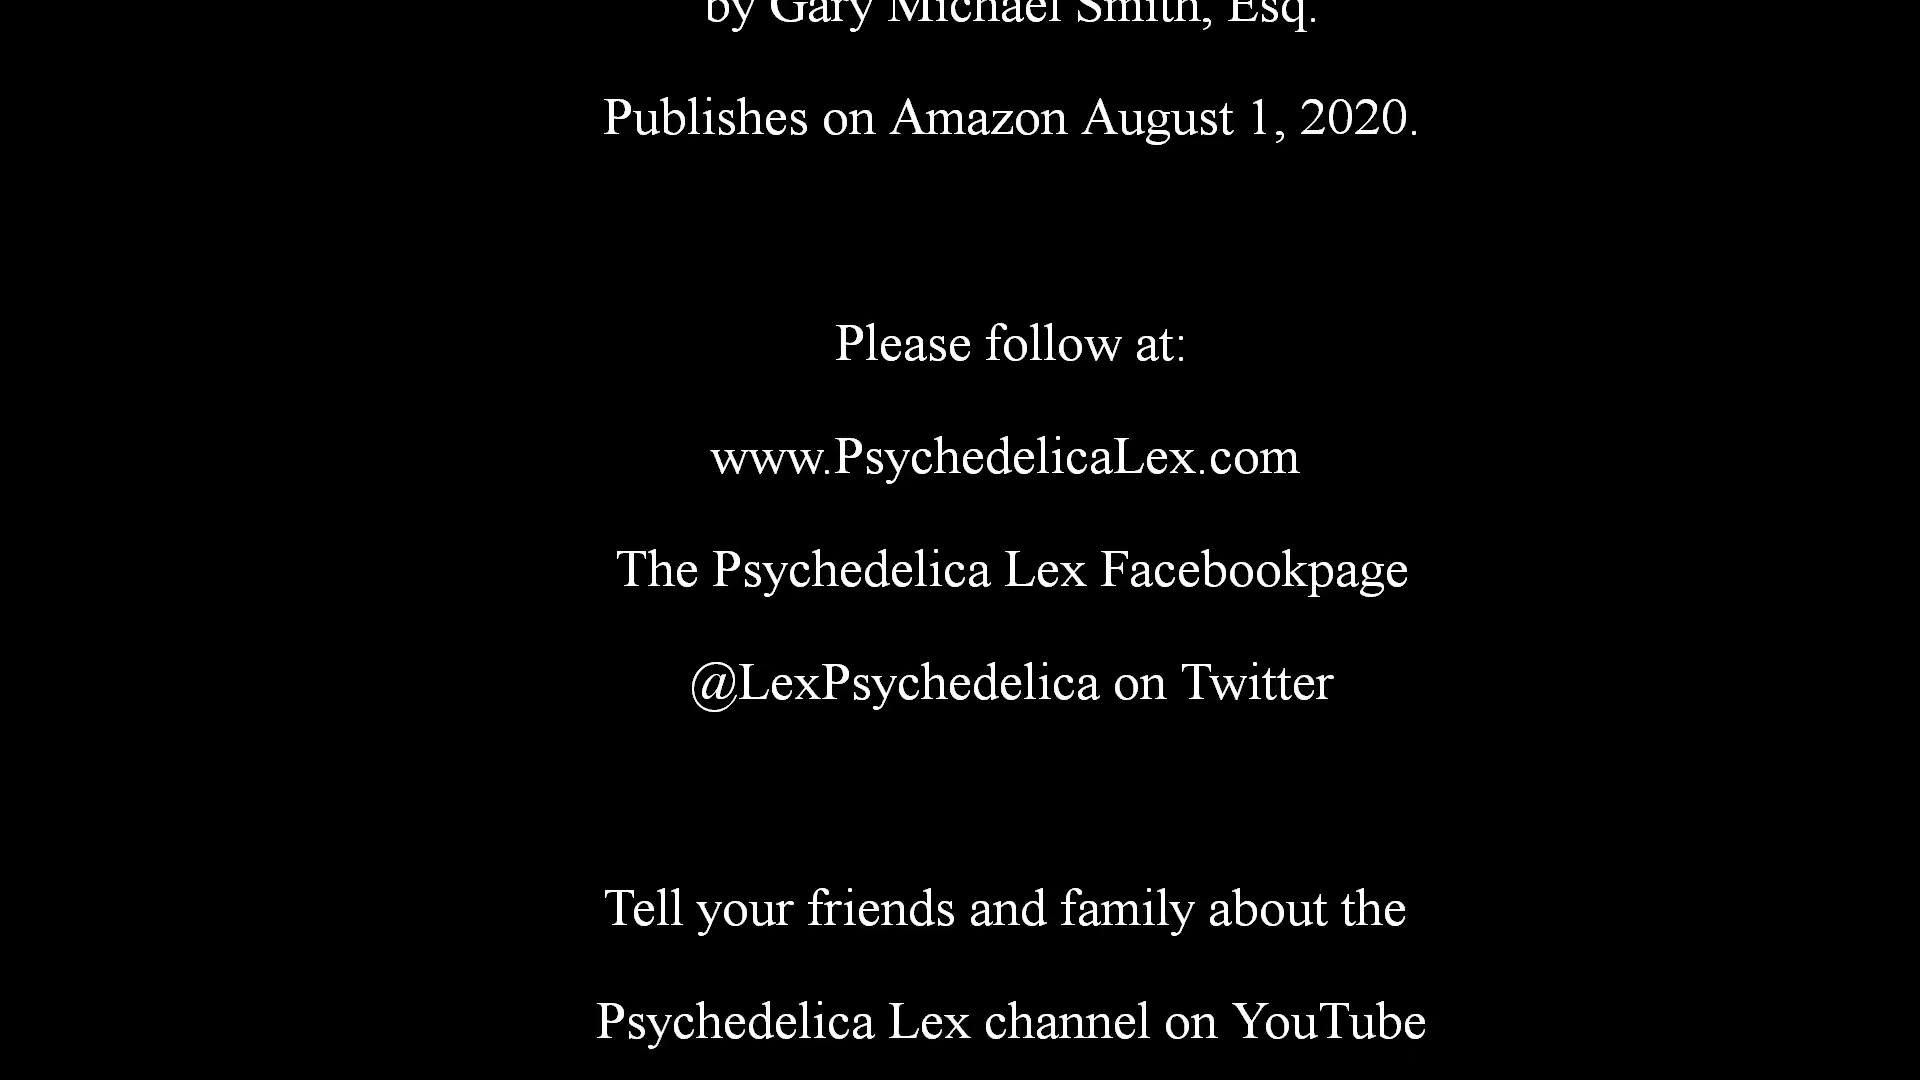 by Gary Michael Smith, Esq.
Publishes on Amazon August 1, 2020.
Please follow at:
www.PsychedelicaLex.com
The Psychedelica Lex Facebookpage
@LexPsychedelica on Twitter
Tell your friends and family about the
Psychedelica Lex channel on YouTube